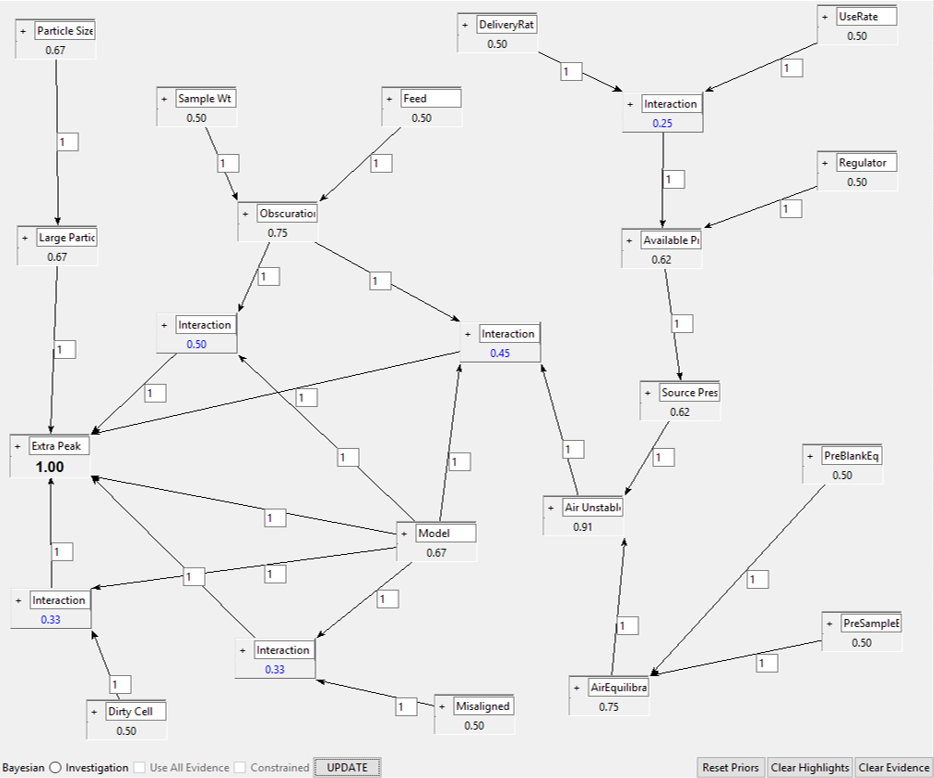 + Particle Size
0.67
+ DeliveryRat
0.50
+ UseRate
0.50
1
1
+ Sample Wt
0.50
+ Feed
0.50
+ Interaction
0.25
1
1
1
1
+ Regulator
0.50
1
+ Obscuration
0.75
+ Large Partic
0.67
+ Available Pr
0.62
1
1
+ Interaction
0.50
+ Interaction
0.45
1
1
1
1
+ Source Pres
0.62
+ Extra Peak
1.00
1
1
1
1
+ PreBlankEq
0.50
+ Air Unstabl
0.91
1
+ Model
0.67
1
1
1
1
1
+ Interaction
0.33
1
+ PreSampleE
0.50
+ Interaction
0.33
1
1
+ AirEquilibra
0.75
+ Dirty Cell
0.50
1
+ Misaligned
0.50
Bayesian Investigation Use All Evidence Constrained UPDATE Reset Priors Clear Highlights Clear Evidence